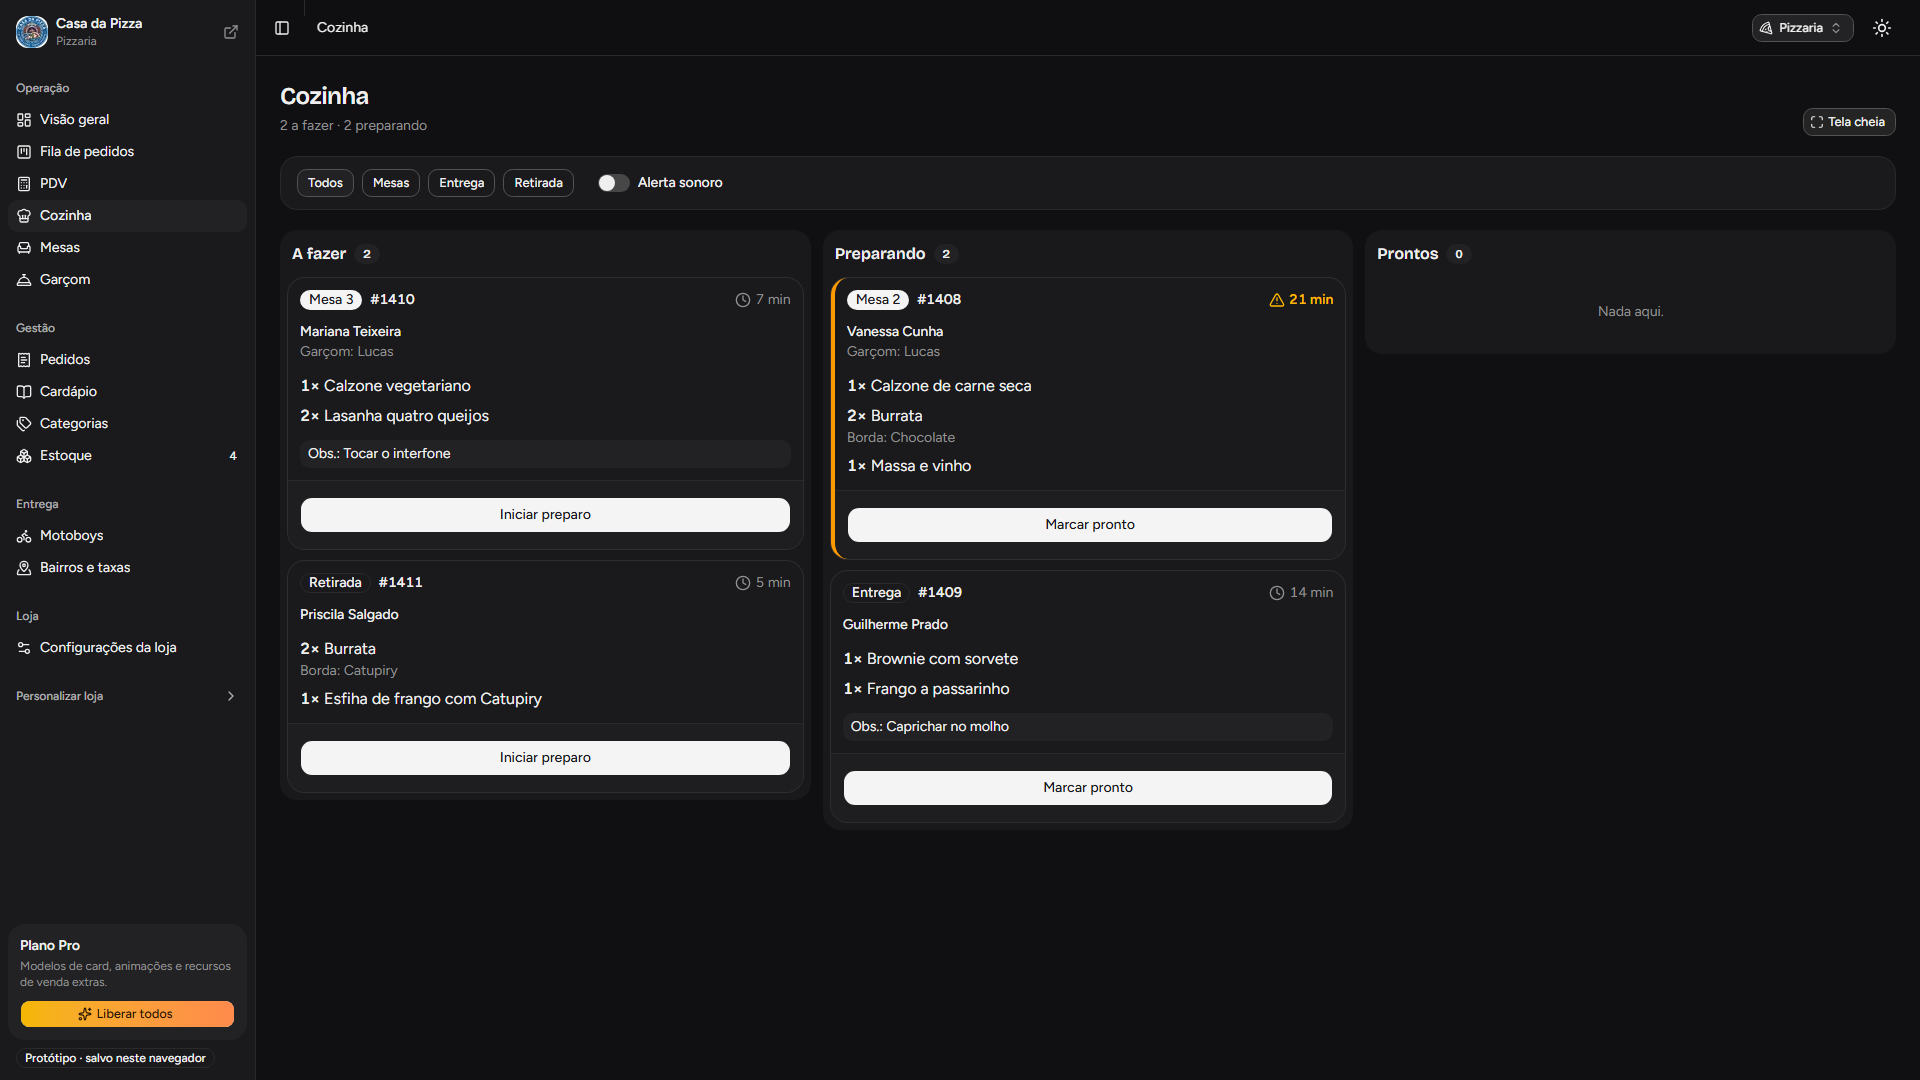 Casa da Pizza
Pizzaria
Operação
Visão geral
Fila de pedidos
PDV
Cozinha
Mesas
Garçom
Gestão
Pedidos
Cardápio
Categorias
Estoque 4
Entrega
Motoboys
Bairros e taxas
Loja
Configurações da loja
Personalizar loja
Plano Pro
Modelos de card, animações e recursos
de venda extras.
Liberar todos
Protótipo · salvo neste navegador
Cozinha
Pizzaria
Cozinha
2 a fazer · 2 preparando
Tela cheia
Todos Mesas Entrega Retirada Alerta sonoro
A fazer 2
Mesa 3 #1410 7 min
Mariana Teixeira
Garçom: Lucas
1× Calzone vegetariano
2× Lasanha quatro queijos
Obs.: Tocar o interfone
Iniciar preparo
Retirada #1411 5 min
Priscila Salgado
2× Burrata
Borda: Catupiry
1× Esfiha de frango com Catupiry
Iniciar preparo
Preparando 2
Mesa 2 #1408 21 min
Vanessa Cunha
Garçom: Lucas
1× Calzone de carne seca
2× Burrata
Borda: Chocolate
1× Massa e vinho
Marcar pronto
Entrega #1409 14 min
Guilherme Prado
1× Brownie com sorvete
1× Frango a passarinho
Obs.: Caprichar no molho
Marcar pronto
Prontos 0
Nada aqui.